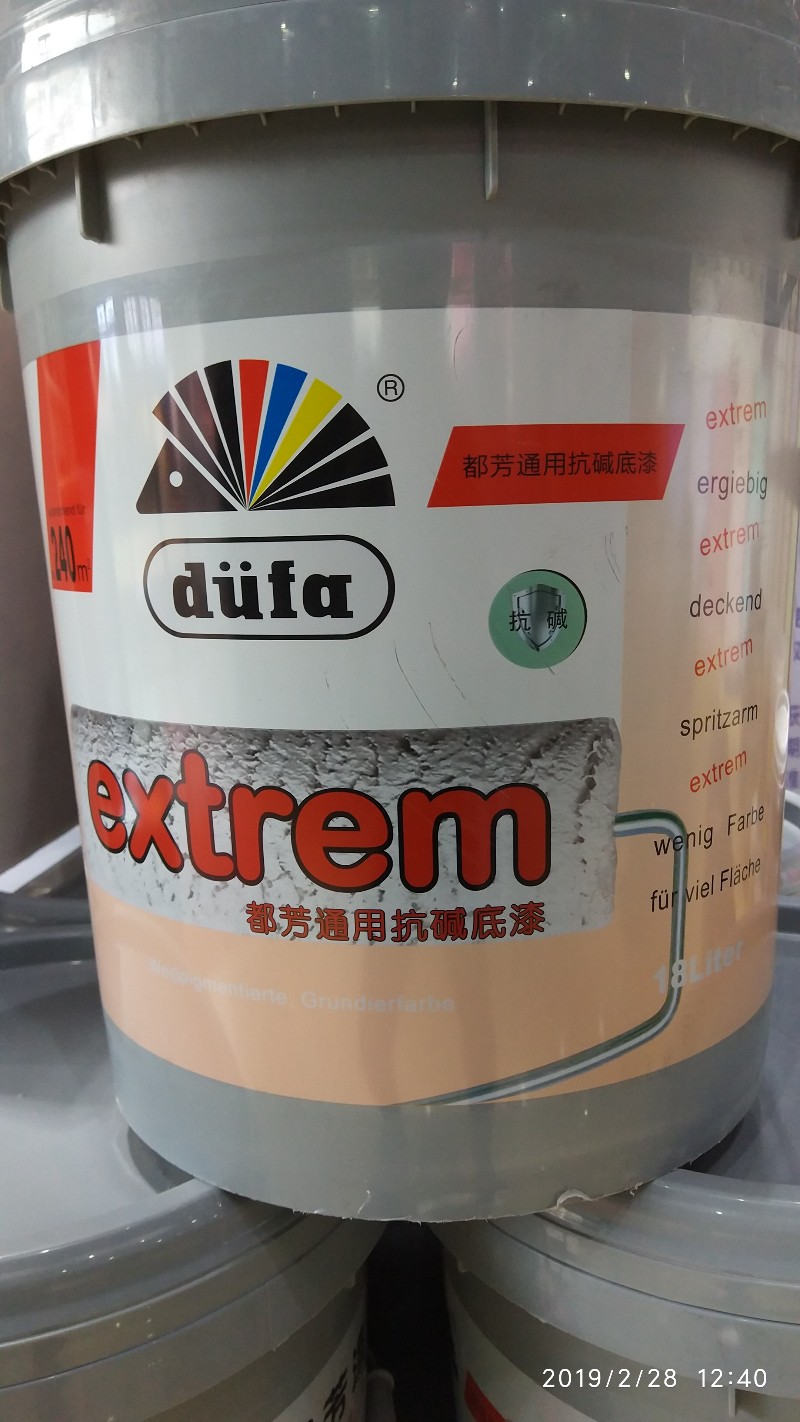 ®
都芳通用抗碱底漆
240m²
düfa
抗 碱
extrem
ergiebig
extrem
deckend
extrem
spritzarm
extrem
wenig Farbe
für viel Fläche
extrem
都芳通用抗碱底漆
18Liter
Grundierfarbe
2019/2/28 12:40